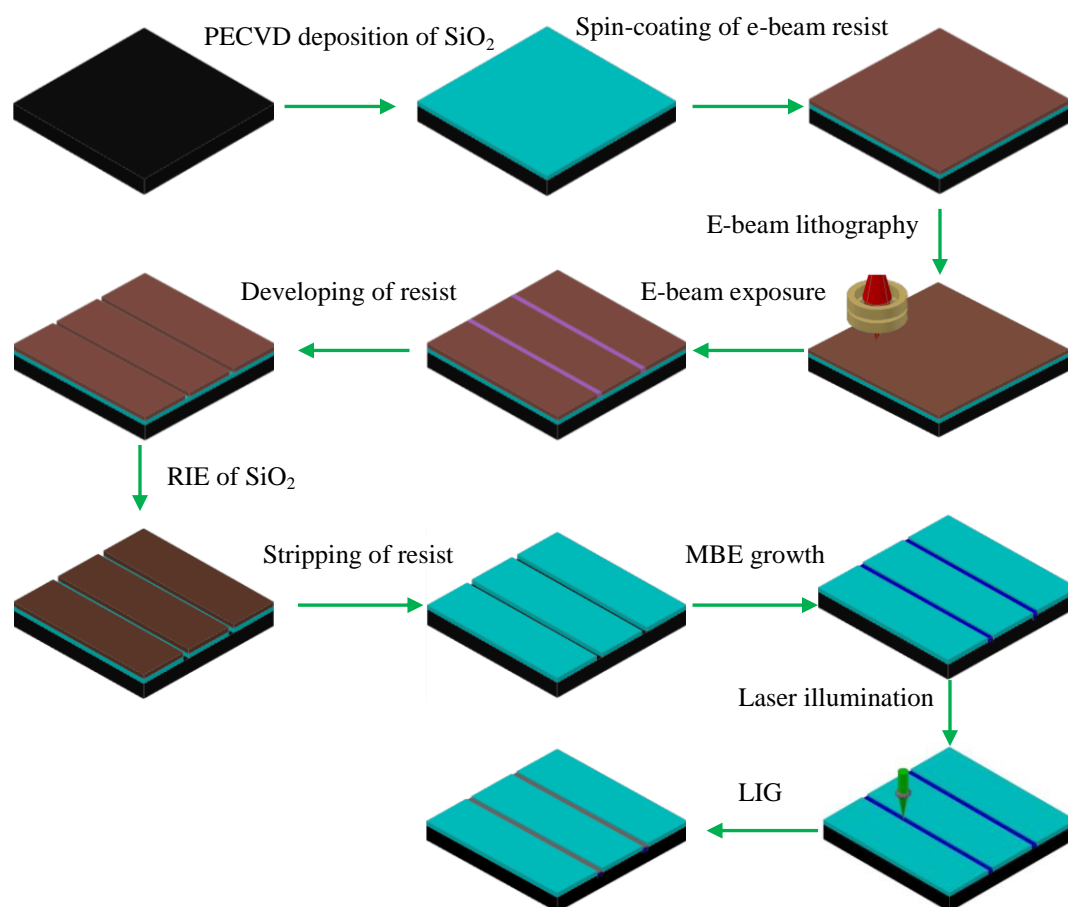 PECVD deposition of SiO₂
Spin-coating of e-beam resist
E-beam lithography
E-beam exposure
Developing of resist
RIE of SiO₂
Stripping of resist
MBE growth
Laser illumination
LIG